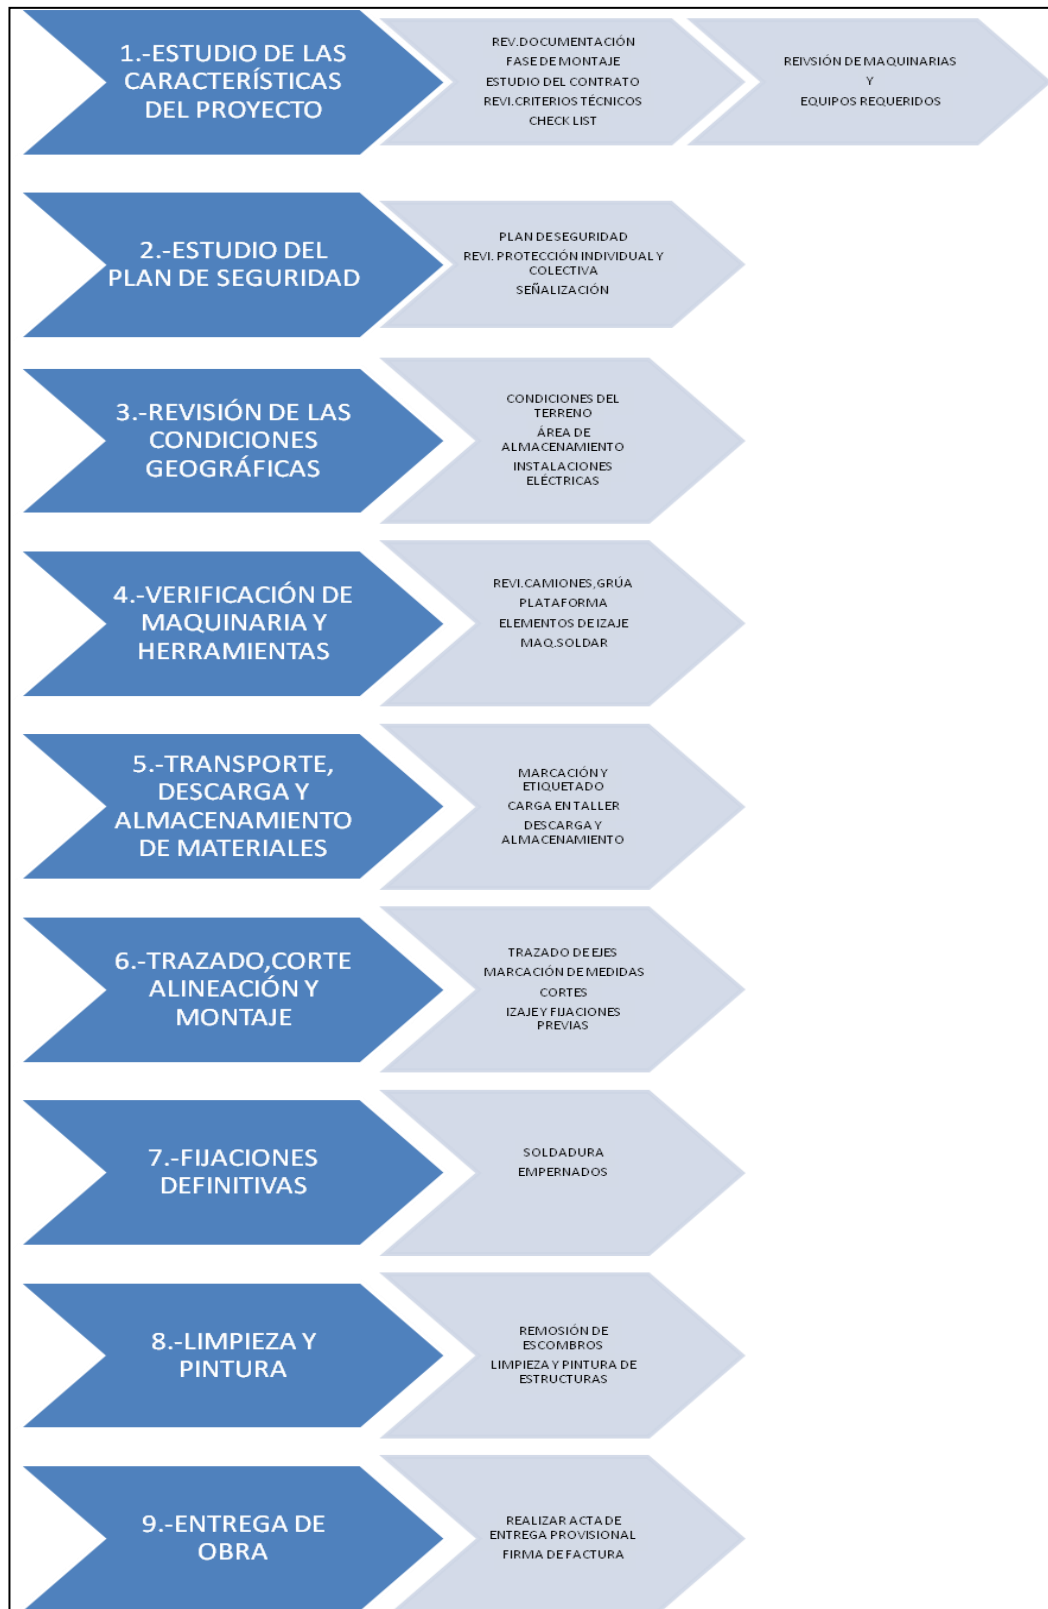 1.-ESTUDIO DE LAS
CARACTERÍSTICAS
DEL PROYECTO
REV.DOCUMENTACIÓN
FASE DE MONTAJE
ESTUDIO DEL CONTRATO
REVI.CRITERIOS TÉCNICOS
CHECK LIST
REIVSIÓN DE MAQUINARIAS
Y
EQUIPOS REQUERIDOS
2.-ESTUDIO DEL
PLAN DE SEGURIDAD
PLAN DE SEGURIDAD
REVI. PROTECCIÓN INDIVIDUAL Y
COLECTIVA
SEÑALIZACIÓN
3.-REVISIÓN DE LAS
CONDICIONES
GEOGRÁFICAS
CONDICIONES DEL
TERRENO
ÁREA DE
ALMACENAMIENTO
INSTALACIONES
ELÉCTRICAS
4.-VERIFICACIÓN DE
MAQUINARIA Y
HERRAMIENTAS
REVI.CAMIONES,GRÚA
PLATAFORMA
ELEMENTOS DE IZAJE
MAQ.SOLDAR
5.-TRANSPORTE,
DESCARGA Y
ALMACENAMIENTO
DE MATERIALES
MARCACIÓN Y
ETIQUETADO
CARGA EN TALLER
DESCARGA Y
ALMACENAMIENTO
6.-TRAZADO,CORTE
ALINEACIÓN Y
MONTAJE
TRAZADO DE EJES
MARCACIÓN DE MEDIDAS
CORTES
IZAJE Y FIJACIONES
PREVIAS
7.-FIJACIONES
DEFINITIVAS
SOLDADURA
EMPERNADOS
8.-LIMPIEZA Y
PINTURA
REMOSIÓN DE
ESCOMBROS
LIMPIEZA Y PINTURA DE
ESTRUCTURAS
9.-ENTREGA DE
OBRA
REALIZAR ACTA DE
ENTREGA PROVISIONAL
FIRMA DE FACTURA